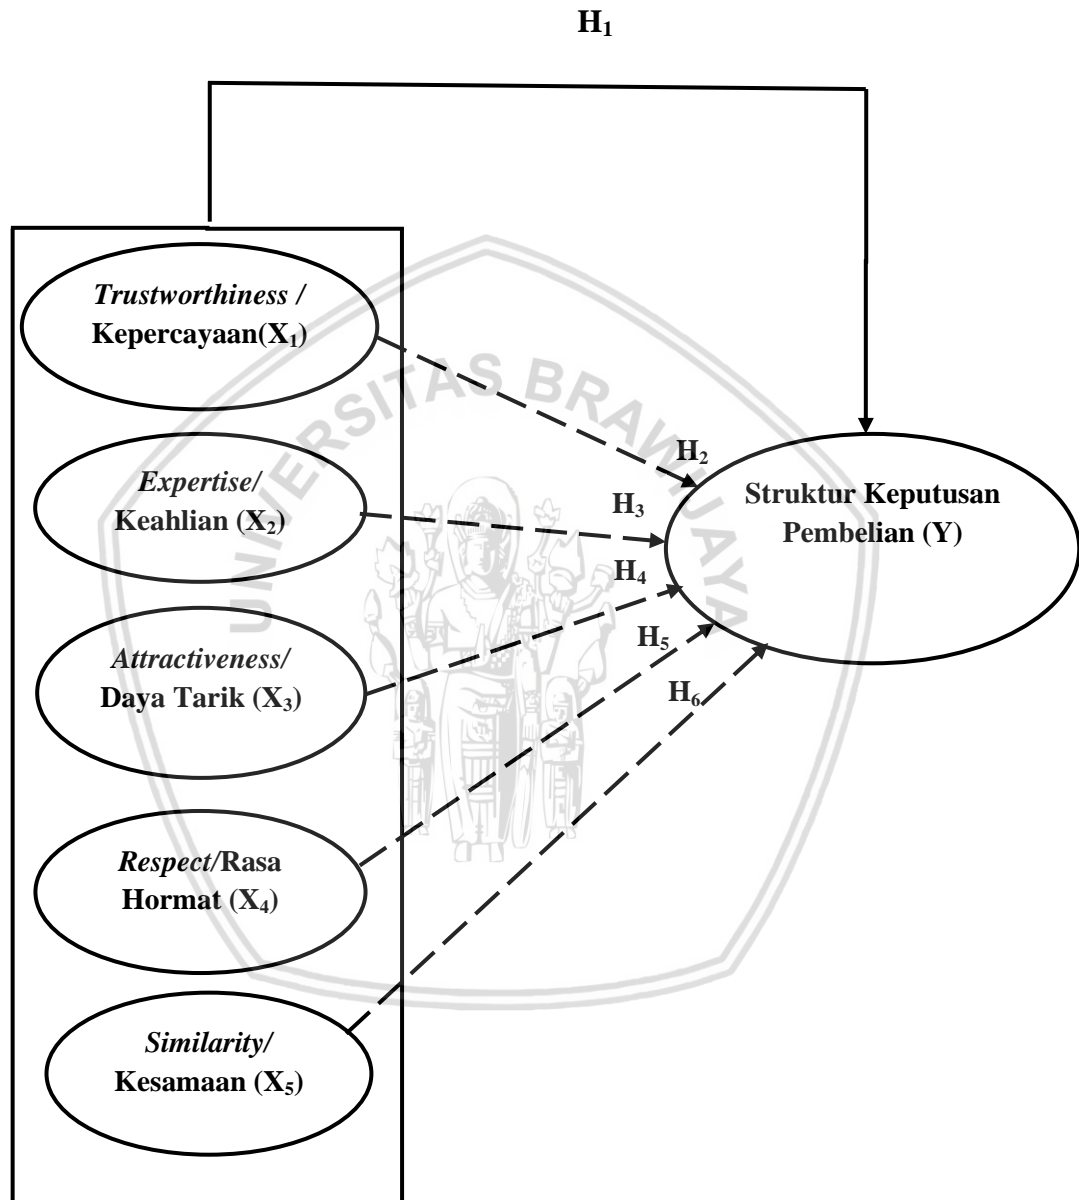 H₁
Trustworthiness /
Kepercayaan(X₁)
Expertise/
Keahlian (X₂)
Attractiveness/
Daya Tarik (X₃)
Respect/Rasa
Hormat (X₄)
Similarity/
Kesamaan (X₅)
H₂
H₃
H₄
H₅
H₆
Struktur Keputusan
Pembelian (Y)
UNIVERSITAS BRAWIJAYA